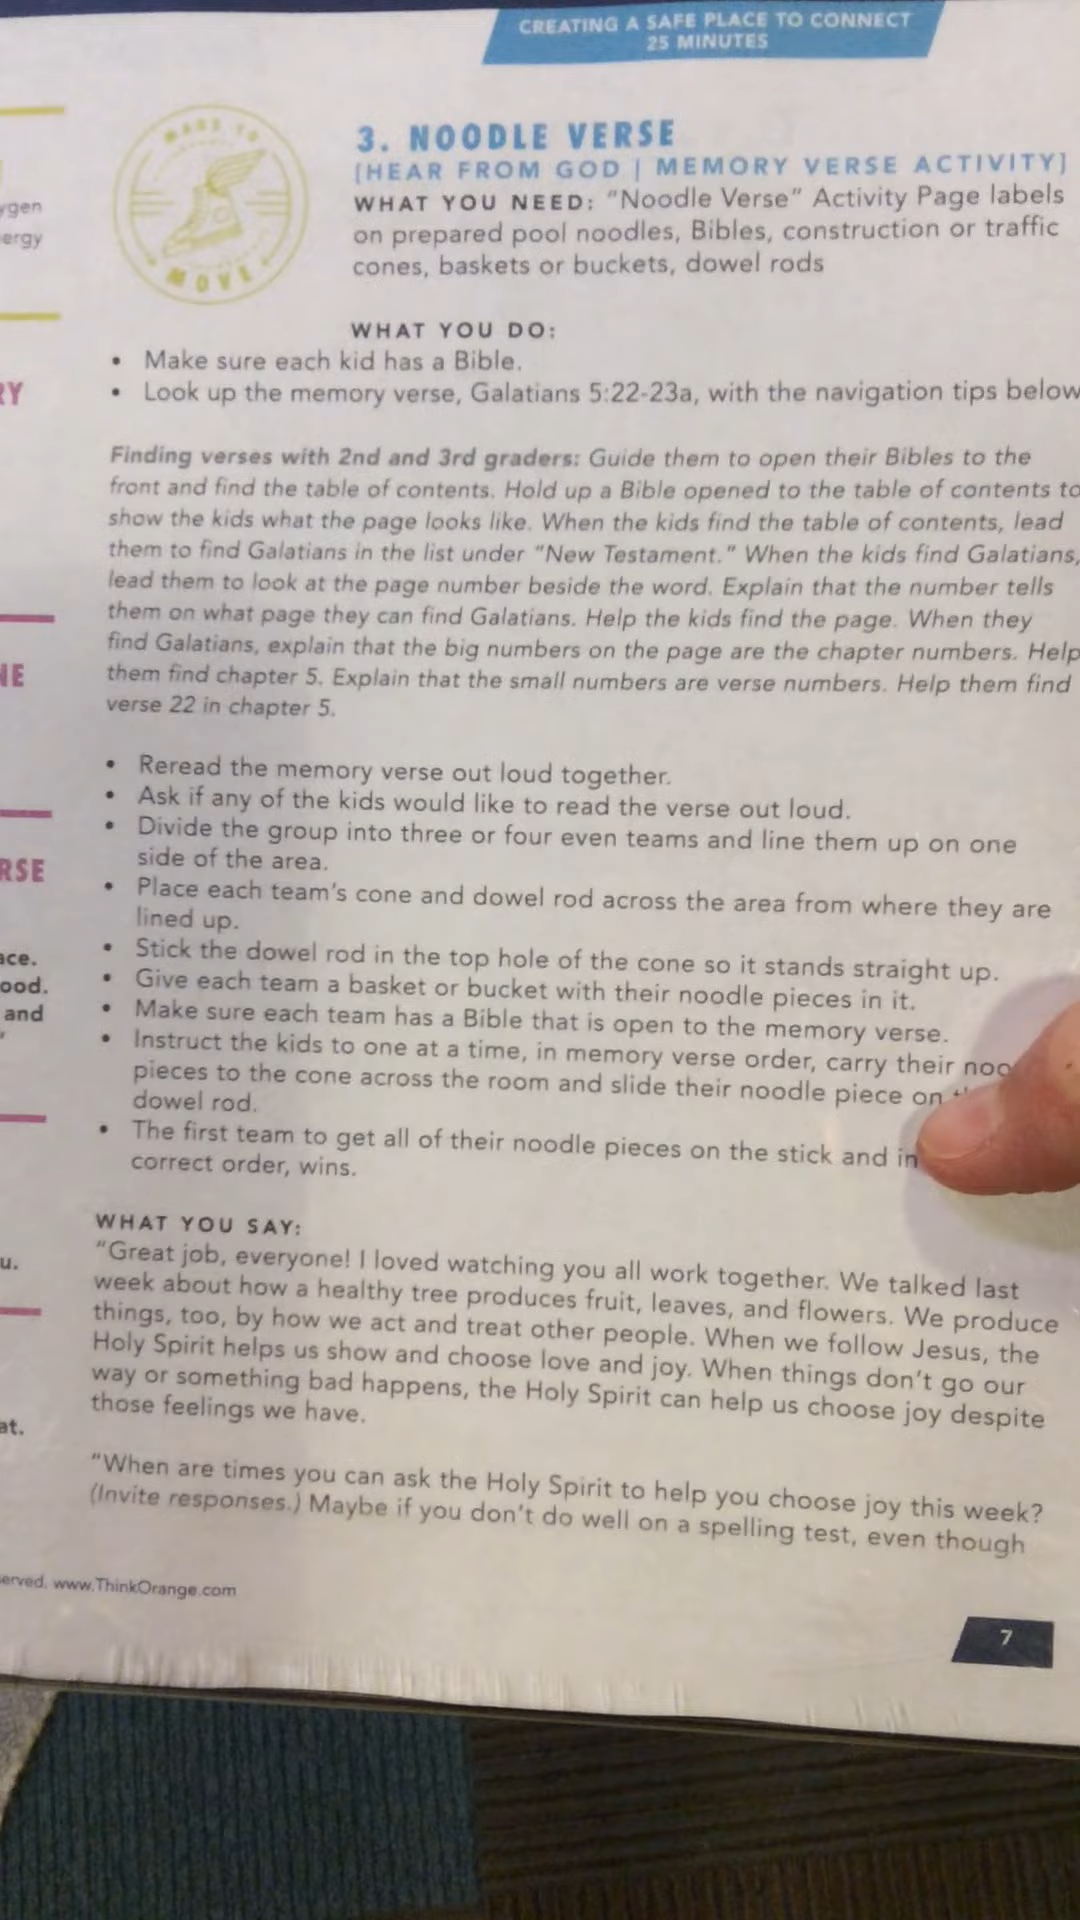 CREATING A SAFE PLACE TO CONNECT
25 MINUTES
MADE TO
MOVE
3. NOODLE VERSE
[HEAR FROM GOD | MEMORY VERSE ACTIVITY]
WHAT YOU NEED: “Noodle Verse” Activity Page labels
on prepared pool noodles, Bibles, construction or traffic
cones, baskets or buckets, dowel rods
WHAT YOU DO:
• Make sure each kid has a Bible.
• Look up the memory verse, Galatians 5:22-23a, with the navigation tips below
Finding verses with 2nd and 3rd graders: Guide them to open their Bibles to the
front and find the table of contents. Hold up a Bible opened to the table of contents to
show the kids what the page looks like. When the kids find the table of contents, lead
them to find Galatians in the list under “New Testament.” When the kids find Galatians,
lead them to look at the page number beside the word. Explain that the number tells
them on what page they can find Galatians. Help the kids find the page. When they
find Galatians, explain that the big numbers on the page are the chapter numbers. Help
them find chapter 5. Explain that the small numbers are verse numbers. Help them find
verse 22 in chapter 5.
• Reread the memory verse out loud together.
• Ask if any of the kids would like to read the verse out loud.
• Divide the group into three or four even teams and line them up on one
side of the area.
• Place each team’s cone and dowel rod across the area from where they are
lined up.
• Stick the dowel rod in the top hole of the cone so it stands straight up.
• Give each team a basket or bucket with their noodle pieces in it.
• Make sure each team has a Bible that is open to the memory verse.
• Instruct the kids to one at a time, in memory verse order, carry their noo
pieces to the cone across the room and slide their noodle piece on
dowel rod.
• The first team to get all of their noodle pieces on the stick and in
correct order, wins.
WHAT YOU SAY:
“Great job, everyone! I loved watching you all work together. We talked last
week about how a healthy tree produces fruit, leaves, and flowers. We produce
things, too, by how we act and treat other people. When we follow Jesus, the
Holy Spirit helps us show and choose love and joy. When things don’t go our
way or something bad happens, the Holy Spirit can help us choose joy despite
those feelings we have.
“When are times you can ask the Holy Spirit to help you choose joy this week?
(Invite responses.) Maybe if you don’t do well on a spelling test, even though
erved. www.ThinkOrange.com
7
ygen
ergy
RY
NE
RSE
ace.
ood.
and
u.
at.